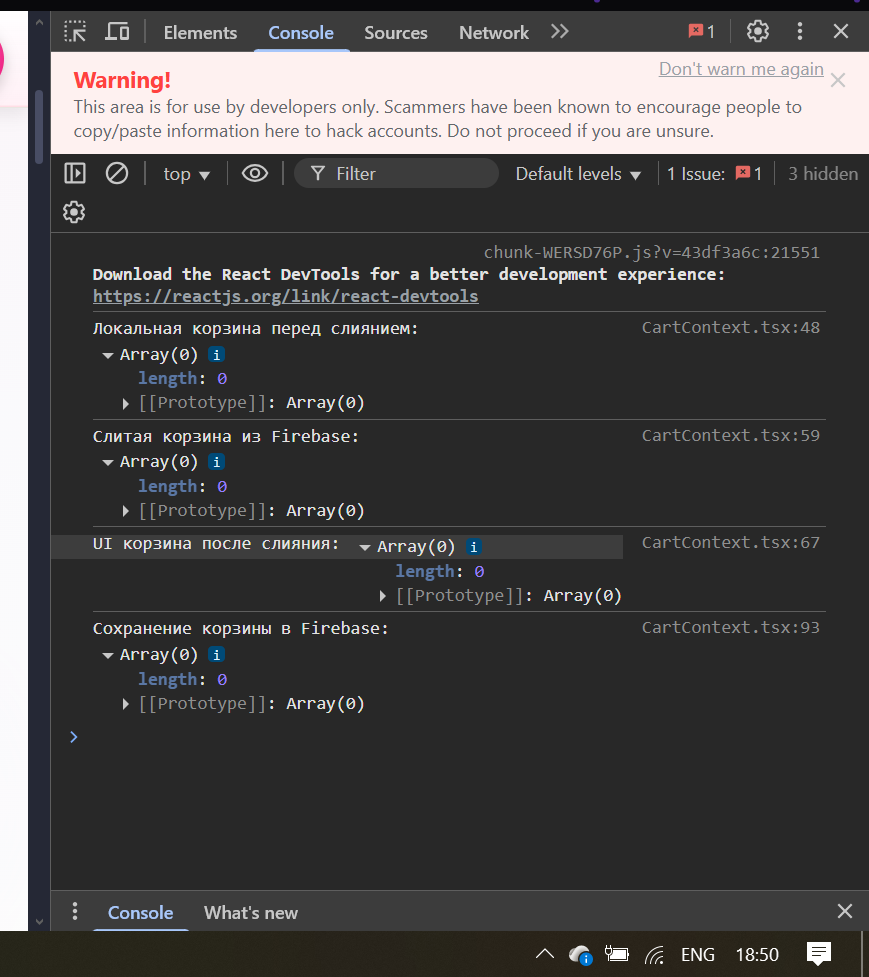 Elements Console Sources Network 1
Warning!
Don't warn me again
This area is for use by developers only. Scammers have been known to encourage people to
copy/paste information here to hack accounts. Do not proceed if you are unsure.
top Filter Default levels 1 Issue: 1 3 hidden
chunk-WERSD76P.js?v=43df3a6c:21551
Download the React DevTools for a better development experience:
https://reactjs.org/link/react-devtools
Локальная корзина перед слиянием: CartContext.tsx:48
Array(0) i
length: 0
[[Prototype]]: Array(0)
Слитая корзина из Firebase: CartContext.tsx:59
Array(0) i
length: 0
[[Prototype]]: Array(0)
UI корзина после слияния: Array(0) i CartContext.tsx:67
length: 0
[[Prototype]]: Array(0)
Сохранение корзины в Firebase: CartContext.tsx:93
Array(0) i
length: 0
[[Prototype]]: Array(0)
Console What's new
ENG 18:50